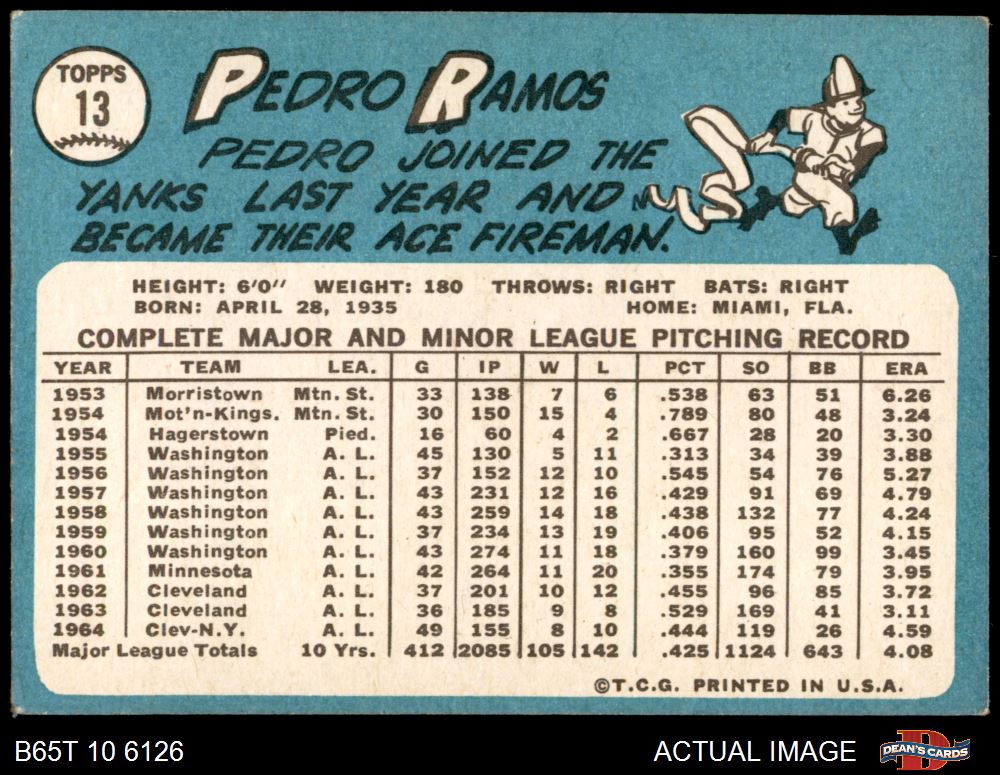 TOPPS
13
PEDRO RAMOS
PEDRO JOINED THE
YANKS LAST YEAR AND
BECAME THEIR ACE FIREMAN.
HEIGHT: 6'0" WEIGHT: 180 THROWS: RIGHT BATS: RIGHT
BORN: APRIL 28, 1935 HOME: MIAMI, FLA.
COMPLETE MAJOR AND MINOR LEAGUE PITCHING RECORD
YEAR TEAM LEA. G IP W L PCT SO BB ERA
1953 Morristown Mtn. St. 33 138 7 6 .538 63 51 6.26
1954 Mot'n-Kings. Mtn. St. 30 150 15 4 .789 80 48 3.24
1954 Hagerstown Pied. 16 60 4 2 .667 28 20 3.30
1955 Washington A. L. 45 130 5 11 .313 34 39 3.88
1956 Washington A. L. 37 152 12 10 .545 54 76 5.27
1957 Washington A. L. 43 231 12 16 .429 91 69 4.79
1958 Washington A. L. 43 259 14 18 .438 132 77 4.24
1959 Washington A. L. 37 234 13 19 .406 95 52 4.15
1960 Washington A. L. 43 274 11 18 .379 160 99 3.45
1961 Minnesota A. L. 42 264 11 20 .355 174 79 3.95
1962 Cleveland A. L. 37 201 10 12 .455 96 85 3.72
1963 Cleveland A. L. 36 185 9 8 .529 169 41 3.11
1964 Clev-N.Y. A. L. 49 155 8 10 .444 119 26 4.59
Major League Totals 10 Yrs. 412 2085 105 142 .425 1124 643 4.08
©T.C.G. PRINTED IN U.S.A.
B65T 10 6126 ACTUAL IMAGE DEAN'S CARDS